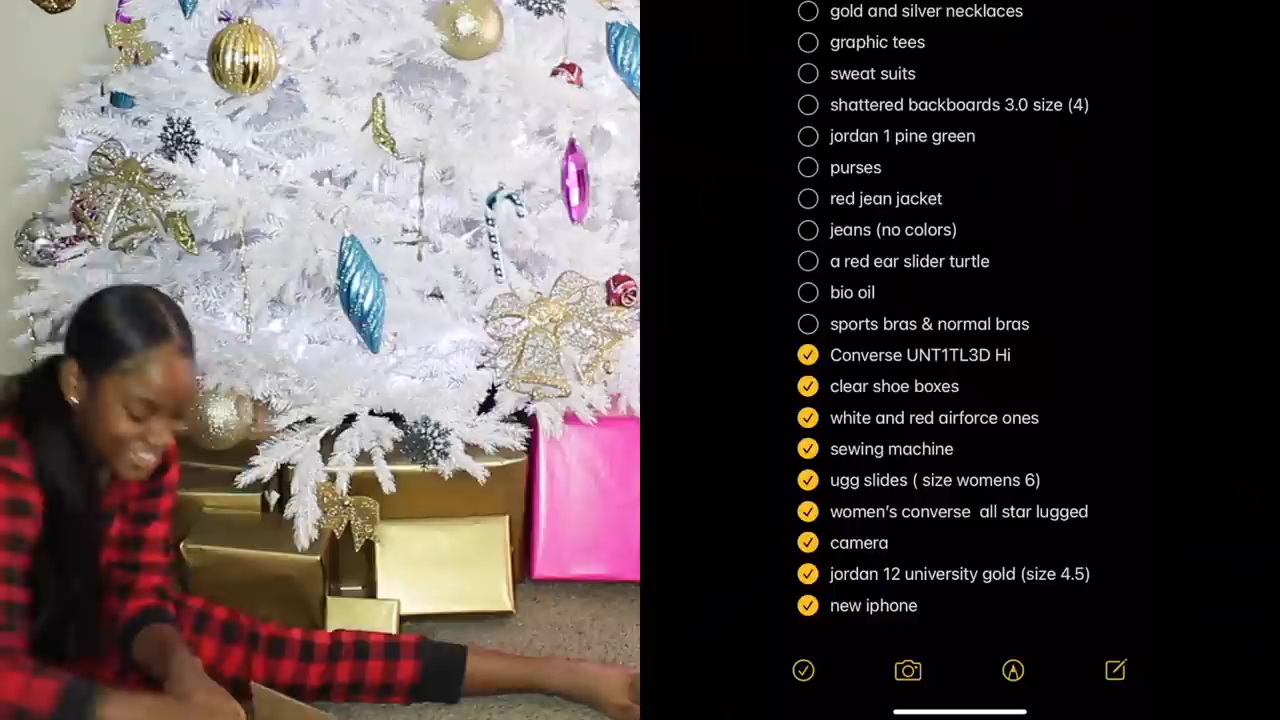 gold and silver necklaces
graphic tees
sweat suits
shattered backboards 3.0 size (4)
jordan 1 pine green
purses
red jean jacket
jeans (no colors)
a red ear slider turtle
bio oil
sports bras & normal bras
Converse UNT1TL3D Hi
clear shoe boxes
white and red airforce ones
sewing machine
ugg slides ( size womens 6)
women's converse  all star lugged
camera
jordan 12 university gold (size 4.5)
new iphone